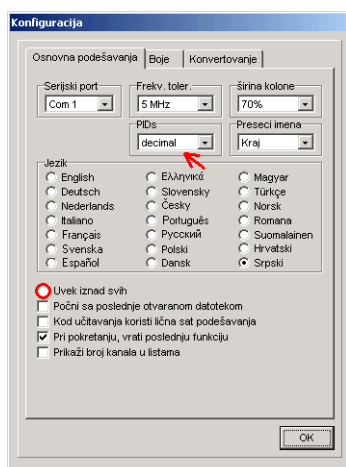 Konfiguracija
Osnovna podešavanja Boje Konvertovanje
Serijski port Frekv. toler. širina kolone
Com 1 5 MHz 70%
PIDs Preseci imena
decimal Kraj
Jezik
English Ελληνικά Magyar
Deutsch Slovensky Türkçe
Nederlands Česky Norsk
Italiano Português Romana
Français Русский Suomalainen
Svenska Polski Hrvatski
Español Dansk Srpski
Uvek iznad svih
Počni sa poslednje otvaranom datotekom
Kod učitavanja koristi lična sat podešavanja
Pri pokretanju, vrati poslednju funkciju
Prikaži broj kanala u listama
OK